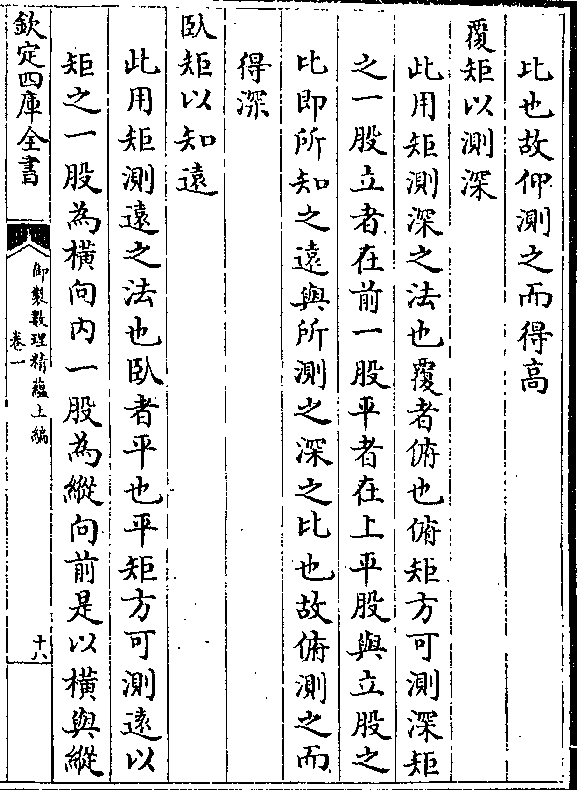 比也故仰測之而得高
覆矩以測深
此用矩測深之法也覆者俯也俯矩方可測深矩
之一股立者在前一股平者在上平股與立股之
比即所知之遠與所測之深之比也故俯測之而
得深
臥矩以知遠
此用矩測遠之法也臥者平也平矩方可測遠以
矩之一股為橫向內一股為縱向前是以橫與縱
欽定四庫全書
御製數理精蘊上編
卷一
十八